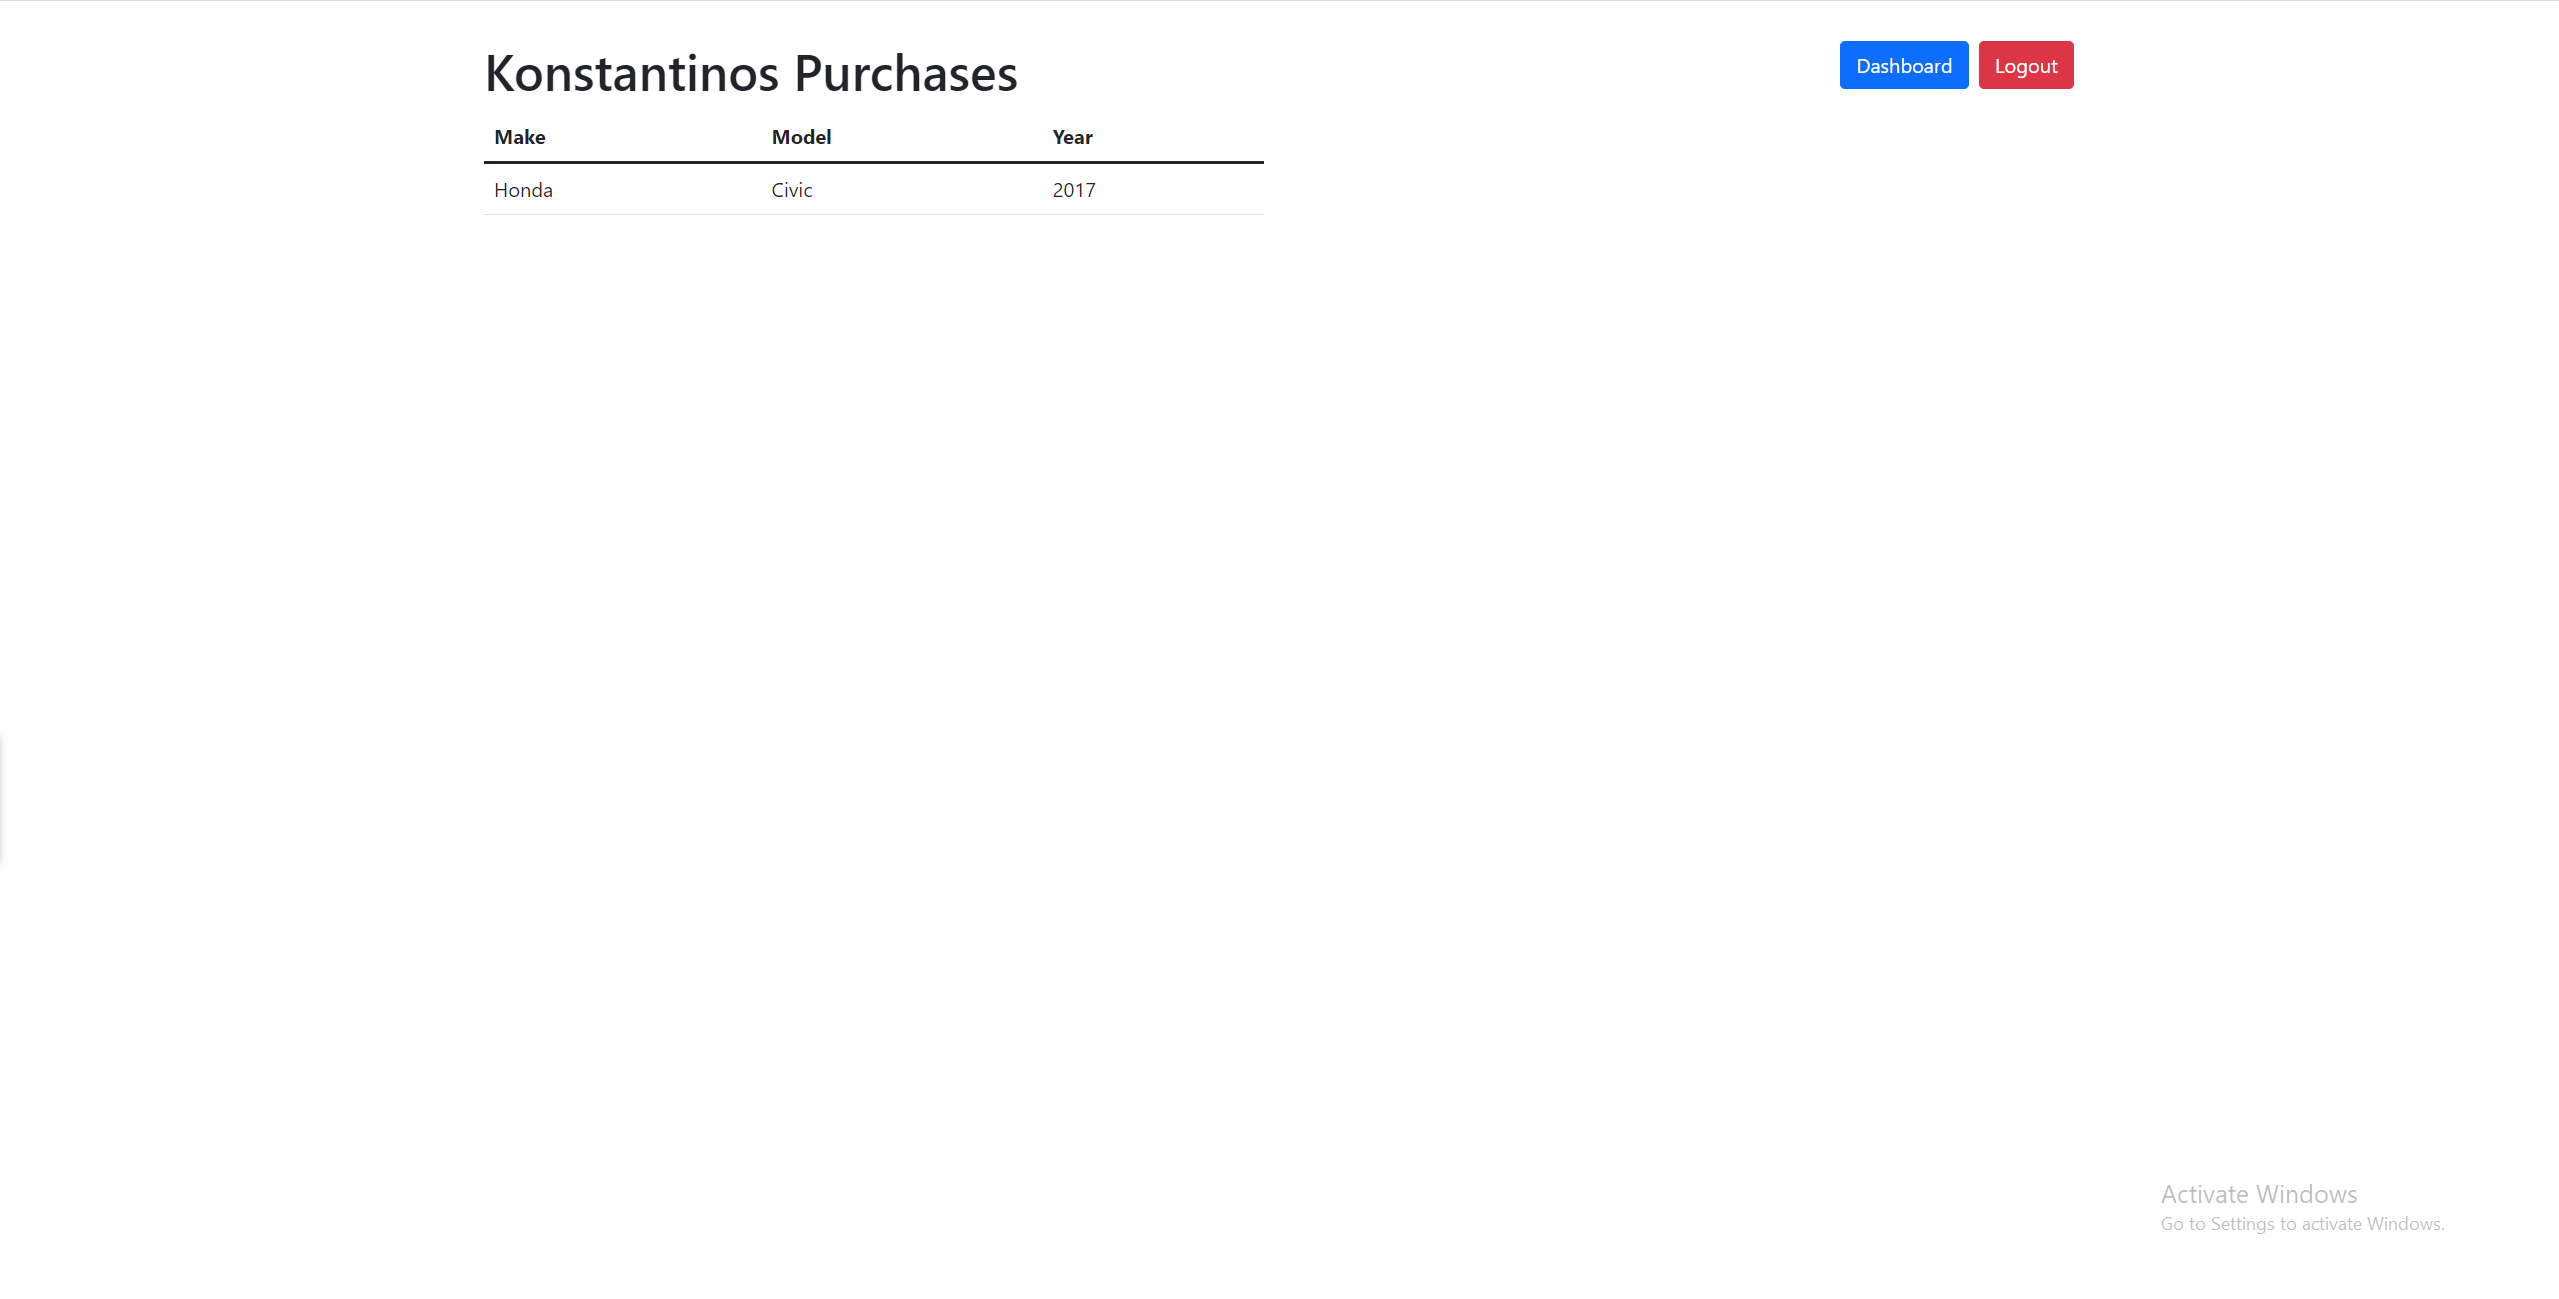 Konstantinos Purchases
Dashboard Logout
Make Model Year
Honda Civic 2017
Activate Windows
Go to Settings to activate Windows.